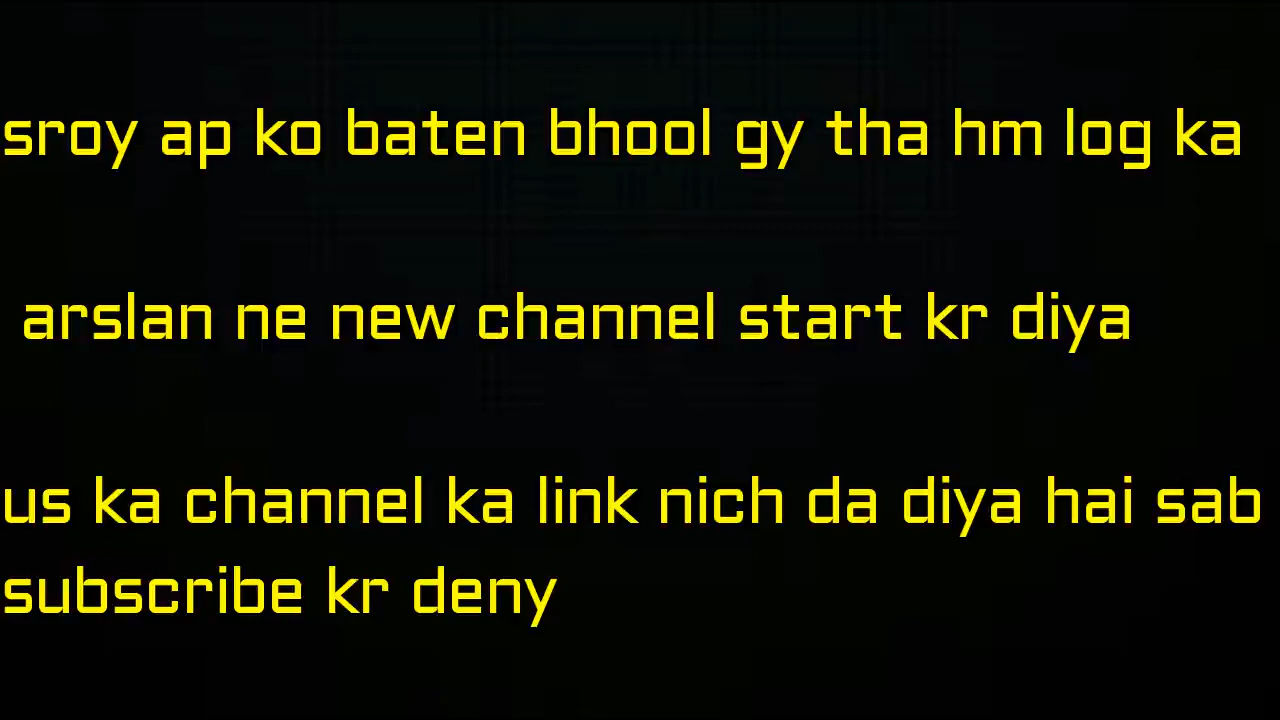 sroy ap ko baten bhool gy tha hm log ka
arslan ne new channel start kr diya
us ka channel ka link nich da diya hai sab
subscribe kr deny